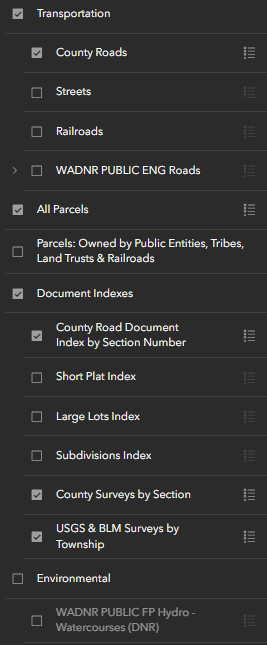 Transportation
County Roads
Streets
Railroads
WADNR PUBLIC ENG Roads
All Parcels
Parcels: Owned by Public Entities, Tribes,
Land Trusts & Railroads
Document Indexes
County Road Document
Index by Section Number
Short Plat Index
Large Lots Index
Subdivisions Index
County Surveys by Section
USGS & BLM Surveys by
Township
Environmental
WADNR PUBLIC FP Hydro -
Watercourses (DNR)